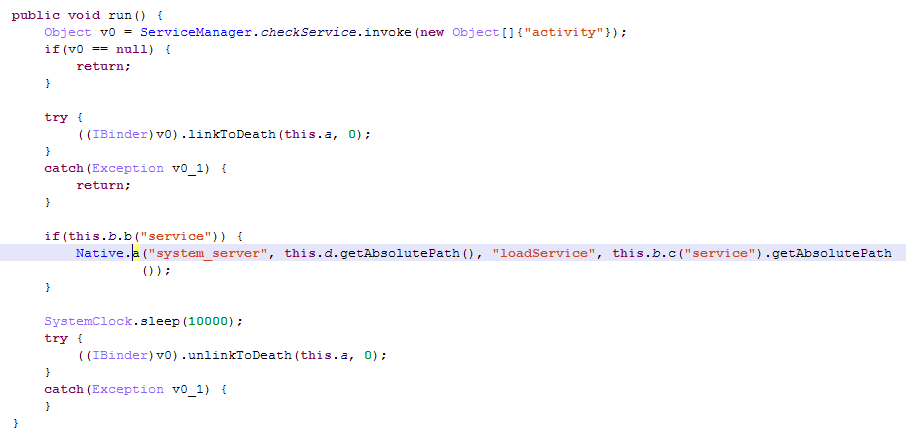 public void run() {
    Object v0 = ServiceManager.checkService.invoke(new Object[]{"activity"});
    if(v0 == null) {
        return;
    }

    try {
        ((IBinder)v0).linkToDeath(this.a, 0);
    }
    catch(Exception v0_1) {
        return;
    }

    if(this.b.b("service")) {
        Native.a("system_server", this.d.getAbsolutePath(), "loadService", this.b.c("service").getAbsolutePath
                ());
    }

    SystemClock.sleep(10000);
    try {
        ((IBinder)v0).unlinkToDeath(this.a, 0);
    }
    catch(Exception v0_1) {
    }
}